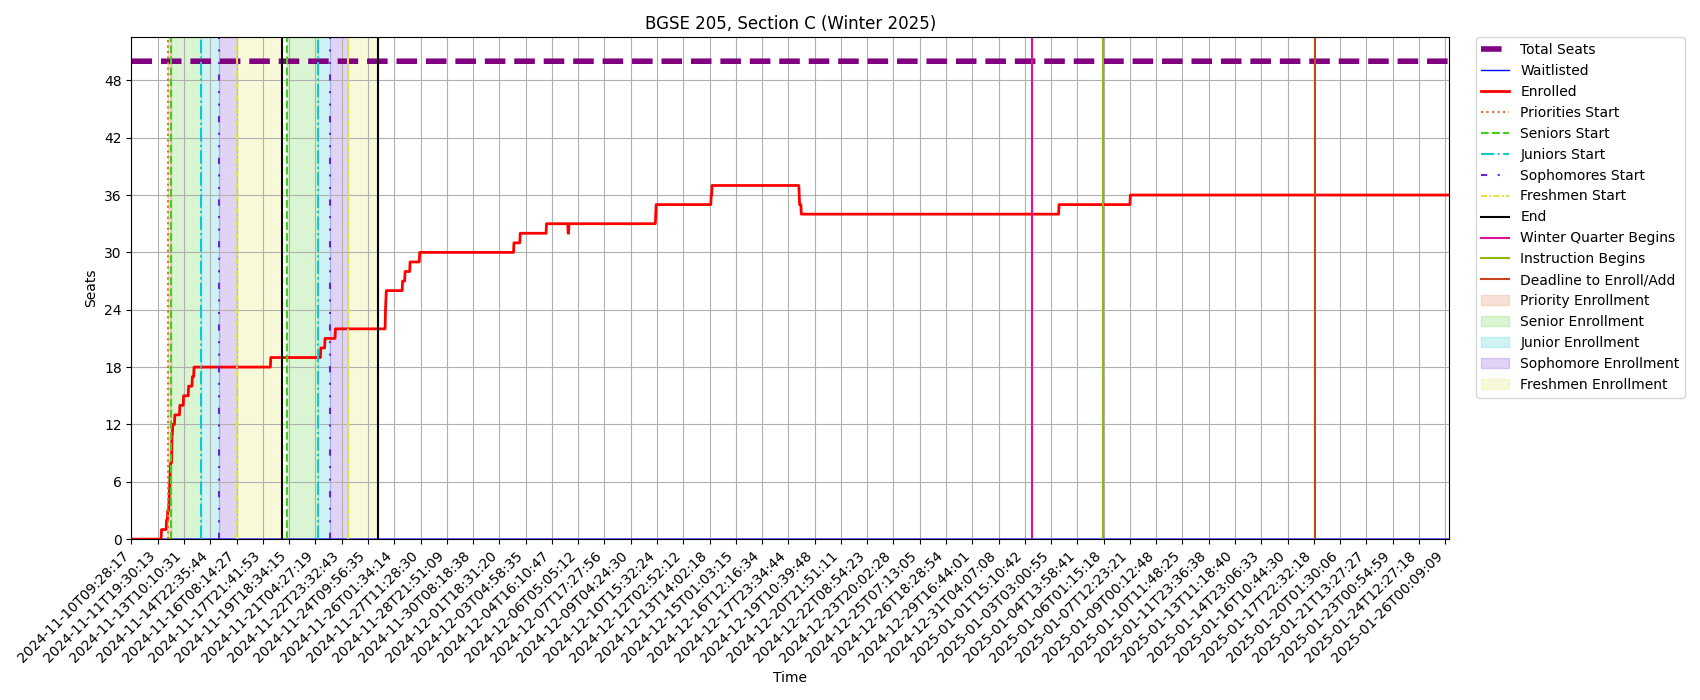 BGSE 205, Section C (Winter 2025)
Seats
48
42
36
30
24
18
12
6
0
2024-11-10T09:28:17
2024-11-11T19:30:13
2024-11-13T10:10:31
2024-11-14T22:35:44
2024-11-16T08:14:27
2024-11-17T21:41:53
2024-11-19T18:34:15
2024-11-21T04:27:19
2024-11-22T23:32:43
2024-11-24T09:56:35
2024-11-26T01:34:14
2024-11-27T11:28:30
2024-11-28T21:51:09
2024-11-30T08:18:38
2024-12-01T18:31:20
2024-12-03T04:58:35
2024-12-04T16:10:47
2024-12-06T05:05:12
2024-12-07T17:27:56
2024-12-09T04:24:30
2024-12-10T15:32:24
2024-12-12T02:52:12
2024-12-13T14:02:18
2024-12-15T01:03:15
2024-12-16T12:16:34
2024-12-17T23:34:44
2024-12-19T10:39:48
2024-12-20T21:51:11
2024-12-22T08:54:23
2024-12-23T20:02:28
2024-12-25T07:13:05
2024-12-26T18:28:54
2024-12-29T16:44:01
2024-12-31T04:07:08
2025-01-01T15:10:42
2025-01-03T03:00:55
2025-01-04T13:58:41
2025-01-06T01:15:18
2025-01-07T12:23:21
2025-01-09T00:12:48
2025-01-10T11:48:25
2025-01-11T23:36:38
2025-01-13T11:18:40
2025-01-14T23:06:33
2025-01-16T10:44:30
2025-01-17T22:32:18
2025-01-20T01:30:06
2025-01-21T13:27:27
2025-01-23T00:54:59
2025-01-24T12:27:18
2025-01-26T00:09:09
Time
Total Seats
Waitlisted
Enrolled
Priorities Start
Seniors Start
Juniors Start
Sophomores Start
Freshmen Start
End
Winter Quarter Begins
Instruction Begins
Deadline to Enroll/Add
Priority Enrollment
Senior Enrollment
Junior Enrollment
Sophomore Enrollment
Freshmen Enrollment